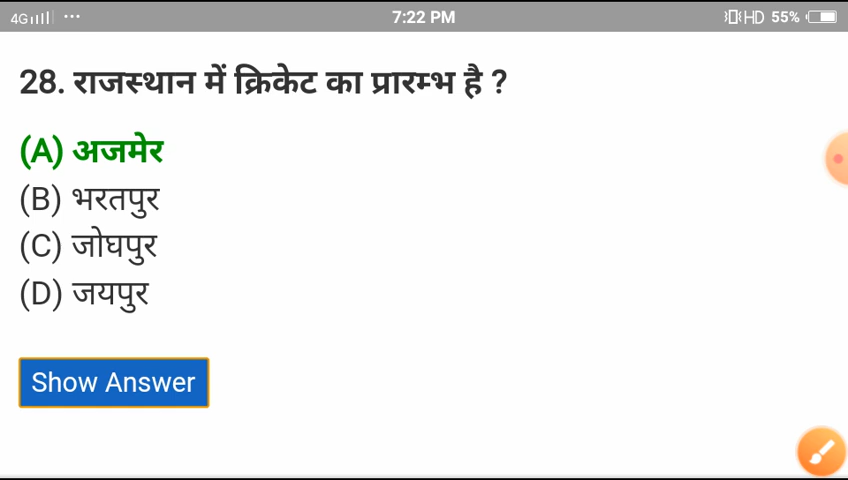 4G 7:22 PM HD 55%
28. राजस्थान में क्रिकेट का प्रारम्भ है ?
(A) अजमेर
(B) भरतपुर
(C) जोघपुर
(D) जयपुर
Show Answer